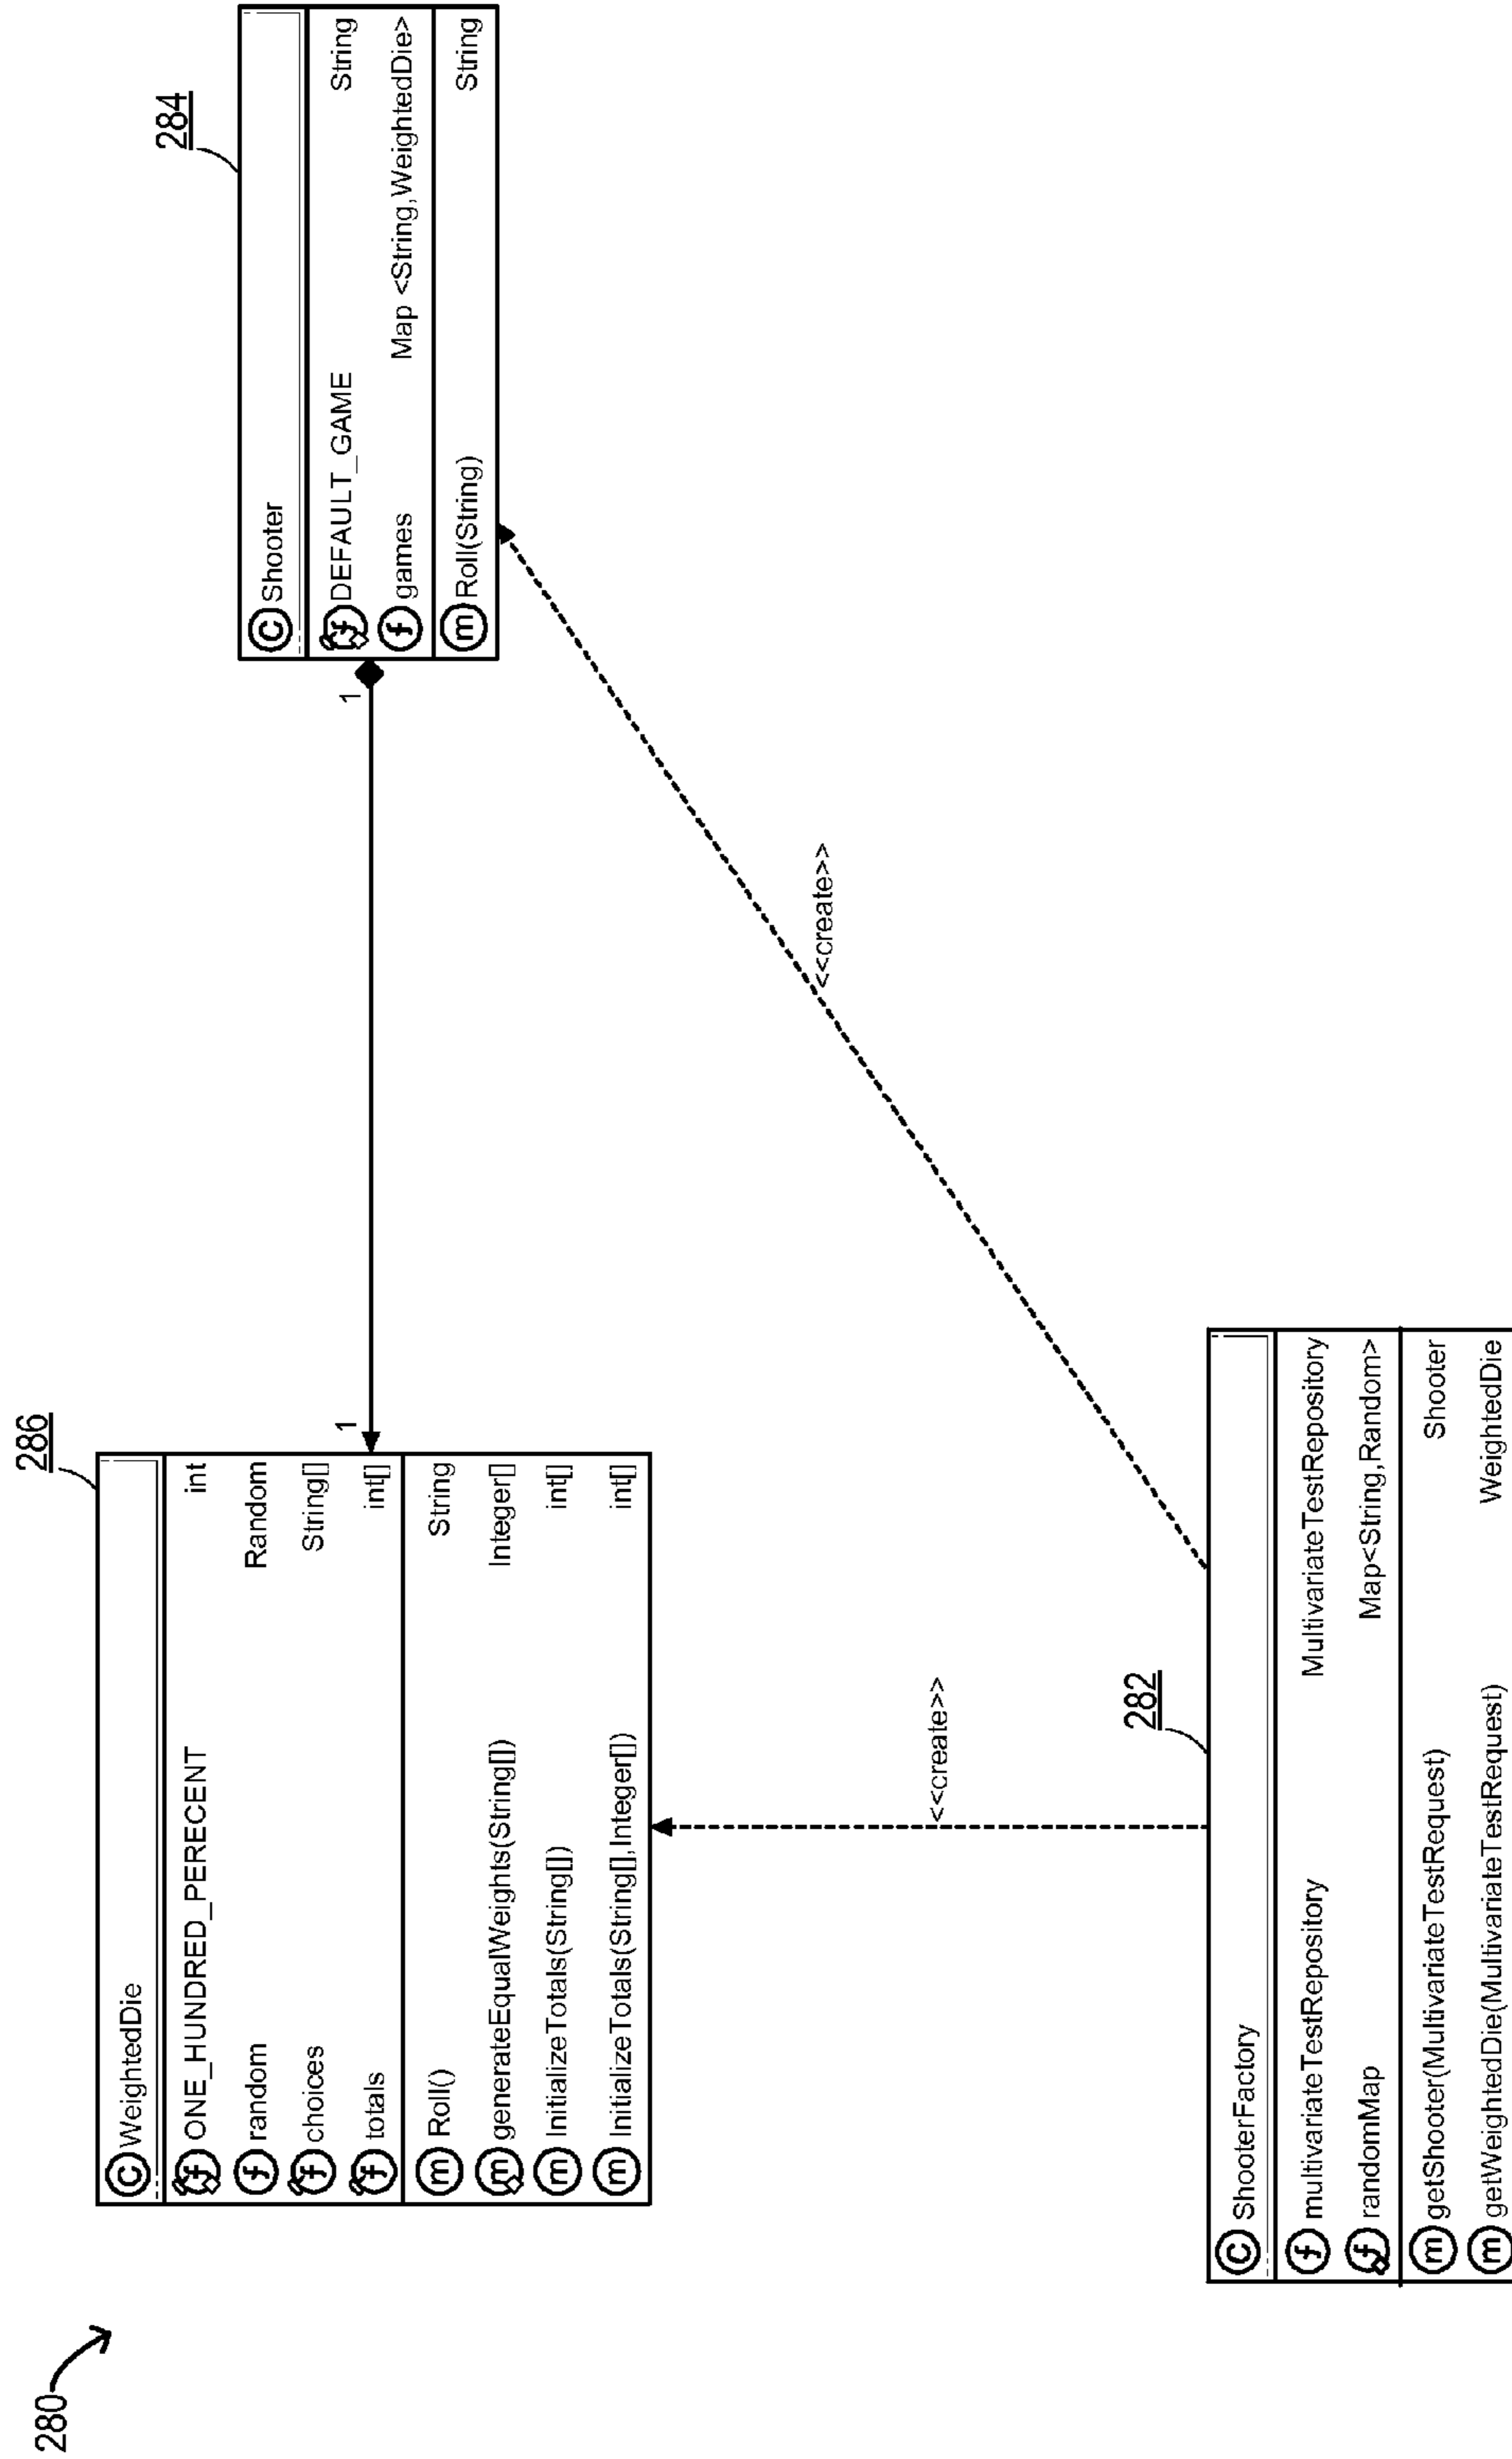 280
286
© WeightedDie
f ONE_HUNDRED_PERECENT int
f random Random
f choices String[]
f totals int[]
m Roll() String
m generateEqualWeights(String[]) Integer[]
m InitializeTotals(String[]) int[]
m InitializeTotals(String[],Integer[]) int[]
1
1
284
© Shooter
f DEFAULT_GAME String
f games Map <String,WeightedDie>
m Roll(String) String
<<create>>
<<create>>
282
© ShooterFactory
f multivariateTestRepository MultivariateTestRepository
f randomMap Map<String,Random>
m getShooter(MultivariateTestRequest) Shooter
m getWeightedDie(MultivariateTestRequest) WeightedDie